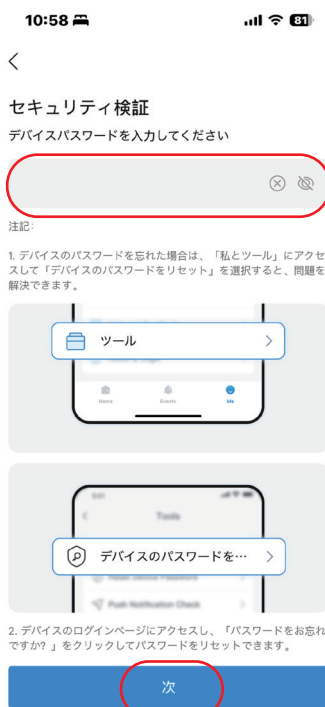 10:58
81
セキュリティ検証
デバイスパスワードを入力してください
注記:
1. デバイスのパスワードを忘れた場合は、「私とツール」にアクセ
スして「デバイスのパスワードをリセット」を選択すると、問題を
解決できます。
ツール
Home
Events
Me
9:41
Tools
デバイスのパスワードを…
Reset Device Password
Push Notification Check
2. デバイスのログインページにアクセスし、「パスワードをお忘れ
ですか？」をクリックしてパスワードをリセットできます。
次